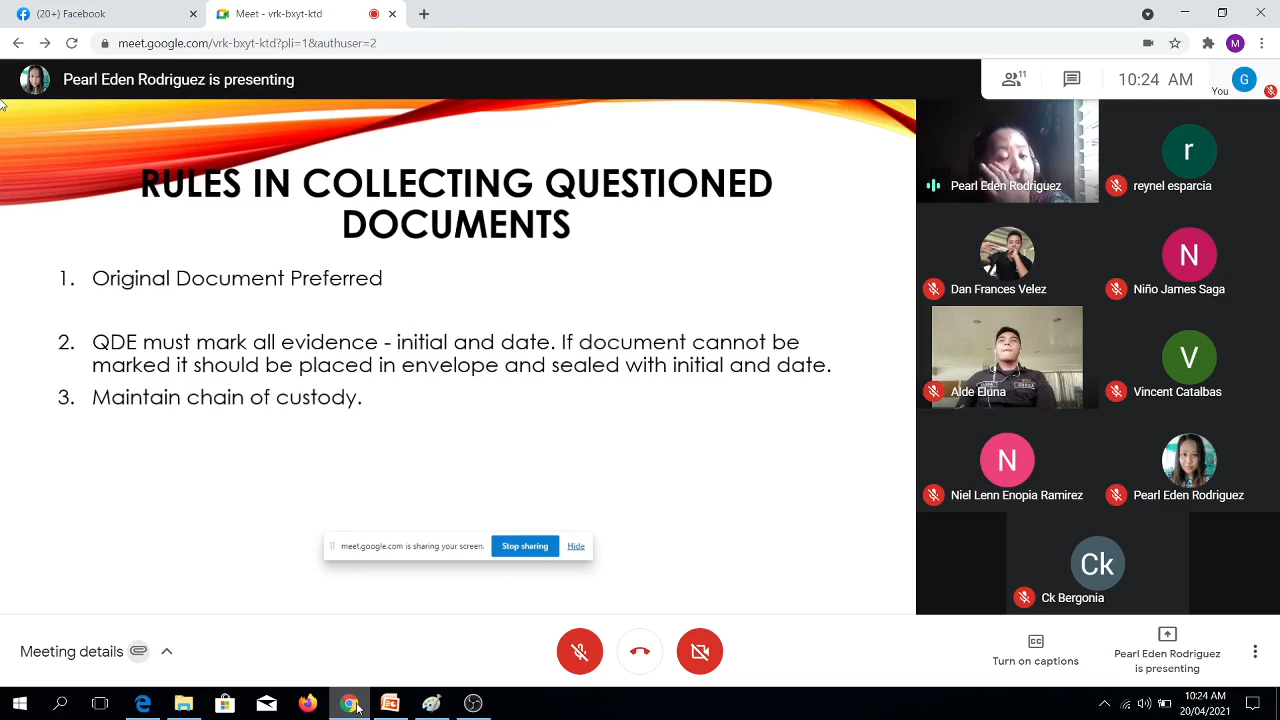 (20+) Facebook
Meet - vrk-bxyt-ktd
meet.google.com/vrk-bxyt-ktd?pli=1&authuser=2
M
Pearl Eden Rodriguez is presenting
11
10:24 AM
You
G
RULES IN COLLECTING QUESTIONED
DOCUMENTS
1. Original Document Preferred
2. QDE must mark all evidence - initial and date. If document cannot be
marked it should be placed in envelope and sealed with initial and date.
3. Maintain chain of custody.
meet.google.com is sharing your screen.
Stop sharing
Hide
Pearl Eden Rodriguez
r
reynel esparcia
Dan Frances Velez
N
Niño James Saga
Alde Eluna
V
Vincent Catalbas
N
Niel Lenn Enopia Ramirez
Pearl Eden Rodriguez
Ck
Ck Bergonia
Meeting details
CC
Turn on captions
Pearl Eden Rodriguez
is presenting
10:24 AM
20/04/2021